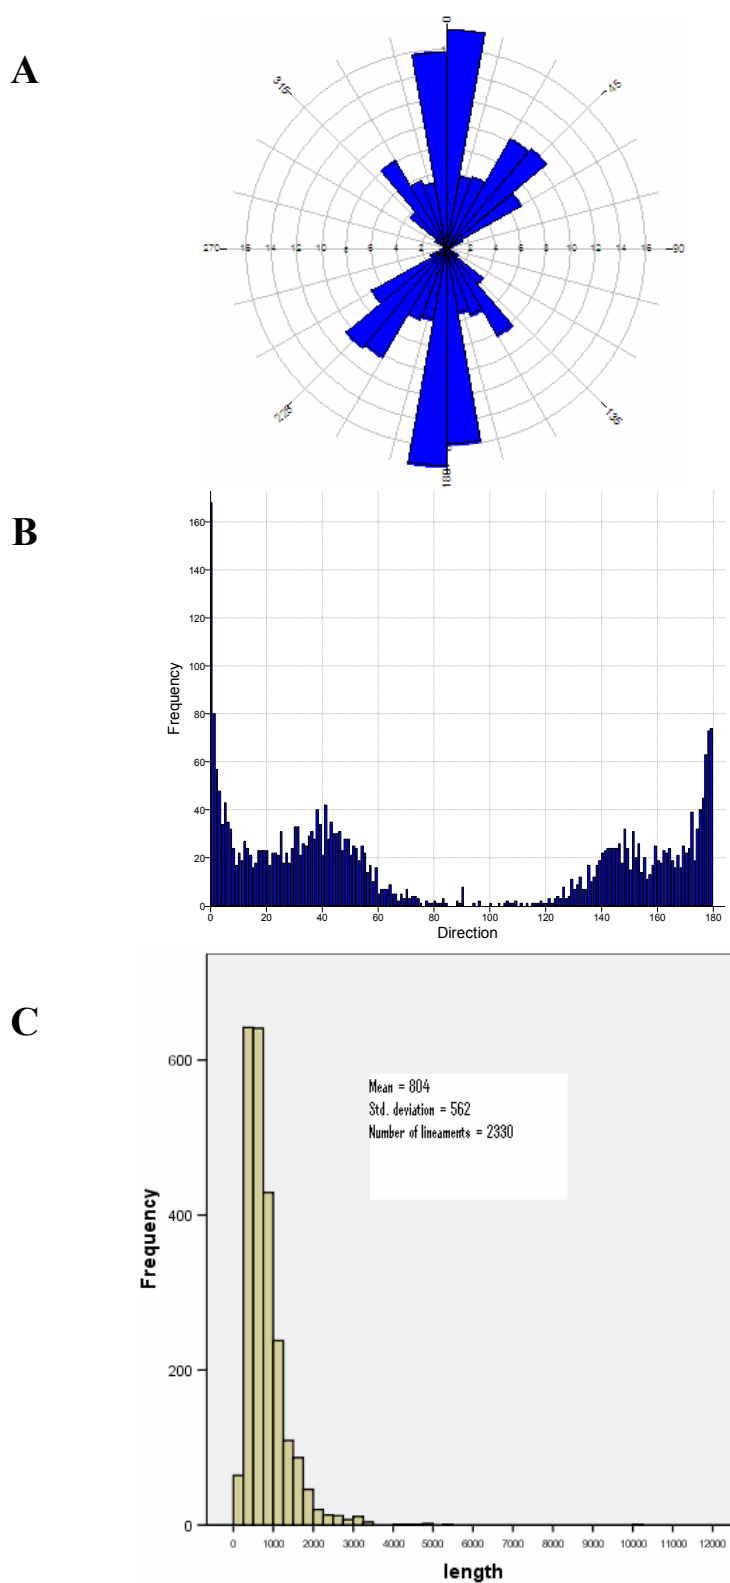 A
0
315
45
270
16 14 12 10 8 6 4 2
2 4 6 8 10 12 14 16
90
225
135
180
B
Frequency
160
140
120
100
80
60
40
20
0
0 20 40 60 80 100 120 140 160 180
Direction
C
Frequency
600
400
200
0
Mean = 804
Std. deviation = 562
Number of lineaments = 2330
0 1000 2000 3000 4000 5000 6000 7000 8000 9000 10000 11000 12000
length